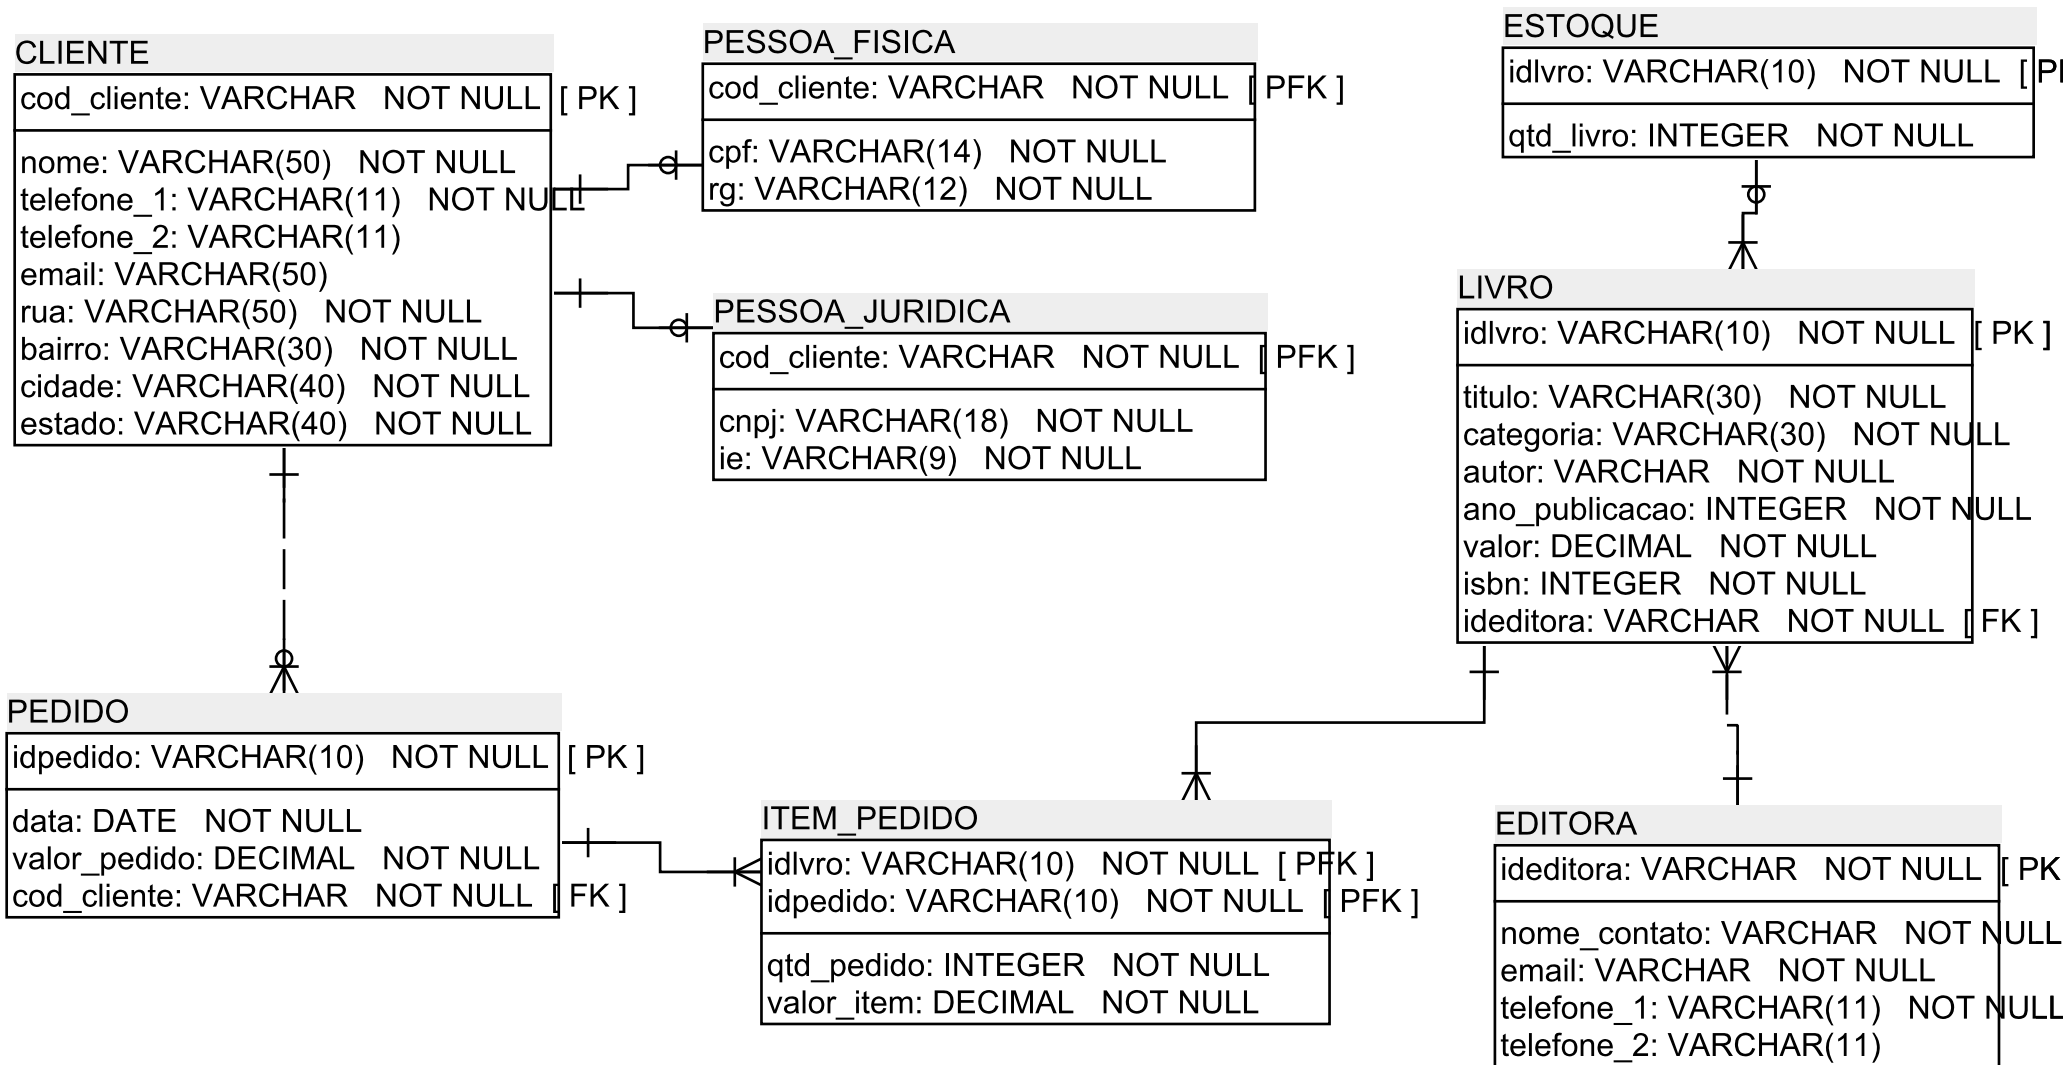 CLIENTE
cod_cliente: VARCHAR NOT NULL [ PK ]
nome: VARCHAR(50) NOT NULL
telefone_1: VARCHAR(11) NOT NULL
telefone_2: VARCHAR(11)
email: VARCHAR(50)
rua: VARCHAR(50) NOT NULL
bairro: VARCHAR(30) NOT NULL
cidade: VARCHAR(40) NOT NULL
estado: VARCHAR(40) NOT NULL
PESSOA_FISICA
cod_cliente: VARCHAR NOT NULL [ PFK ]
cpf: VARCHAR(14) NOT NULL
rg: VARCHAR(12) NOT NULL
PESSOA_JURIDICA
cod_cliente: VARCHAR NOT NULL [ PFK ]
cnpj: VARCHAR(18) NOT NULL
ie: VARCHAR(9) NOT NULL
ESTOQUE
idlvro: VARCHAR(10) NOT NULL [
qtd_livro: INTEGER NOT NULL
LIVRO
idlvro: VARCHAR(10) NOT NULL [ PK ]
titulo: VARCHAR(30) NOT NULL
categoria: VARCHAR(30) NOT NULL
autor: VARCHAR NOT NULL
ano_publicacao: INTEGER NOT NULL
valor: DECIMAL NOT NULL
isbn: INTEGER NOT NULL
ideditora: VARCHAR NOT NULL [ FK ]
PEDIDO
idpedido: VARCHAR(10) NOT NULL [ PK ]
data: DATE NOT NULL
valor_pedido: DECIMAL NOT NULL
cod_cliente: VARCHAR NOT NULL [ FK ]
ITEM_PEDIDO
idlvro: VARCHAR(10) NOT NULL [ PFK ]
idpedido: VARCHAR(10) NOT NULL [ PFK ]
qtd_pedido: INTEGER NOT NULL
valor_item: DECIMAL NOT NULL
EDITORA
ideditora: VARCHAR NOT NULL [ PK
nome_contato: VARCHAR NOT NULL
email: VARCHAR NOT NULL
telefone_1: VARCHAR(11) NOT NULL
telefone_2: VARCHAR(11)